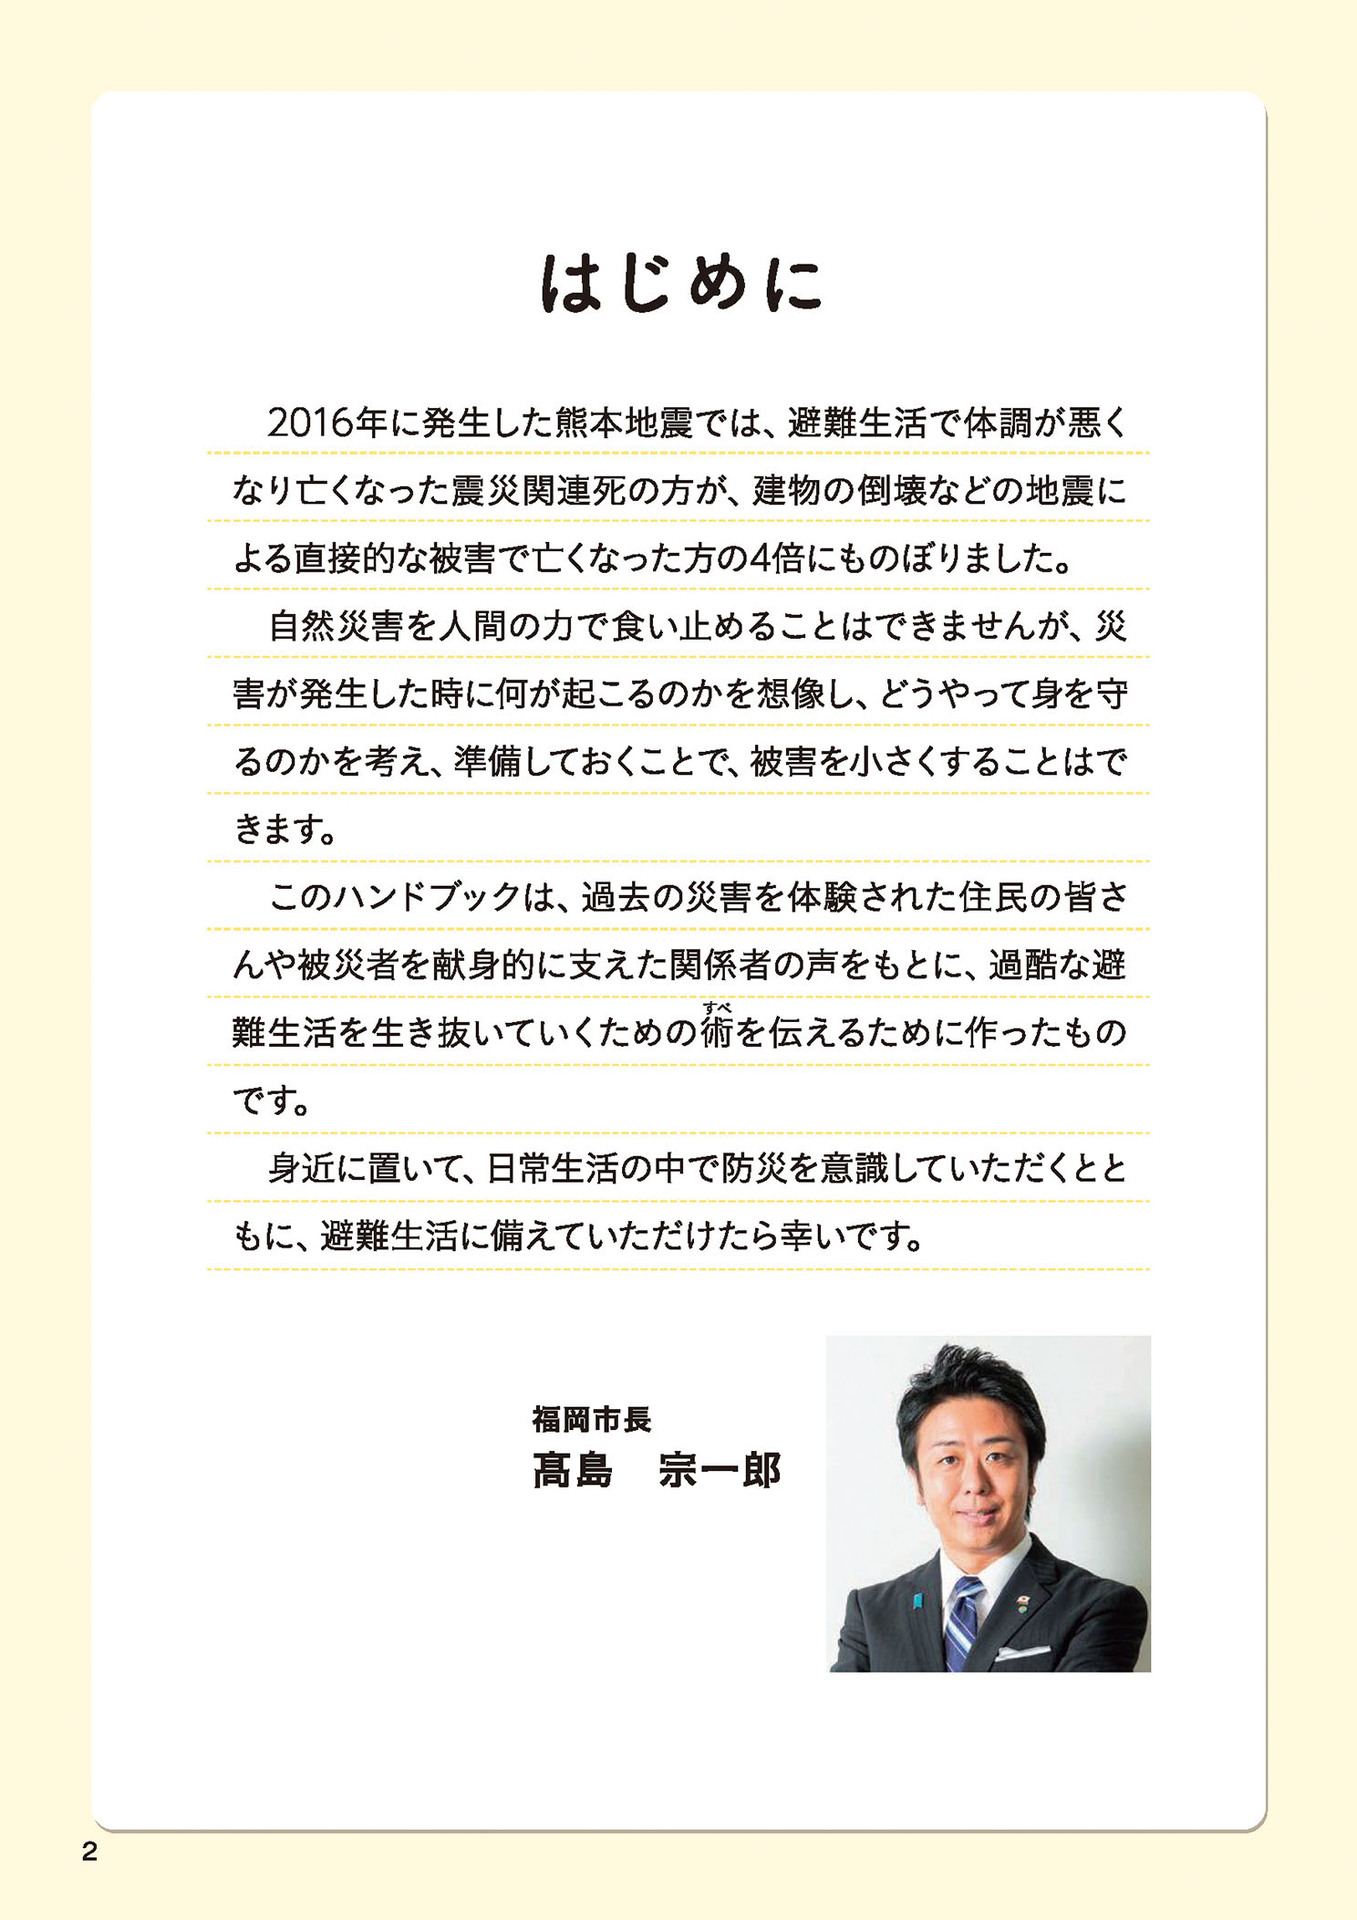 はじめに
2016年に発生した熊本地震では、避難生活で体調が悪く
なり亡くなった震災関連死の方が、建物の倒壊などの地震に
よる直接的な被害で亡くなった方の4倍にものぼりました。
自然災害を人間の力で食い止めることはできませんが、災
害が発生した時に何が起こるのかを想像し、どうやって身を守
るのかを考え、準備しておくことで、被害を小さくすることはで
きます。
このハンドブックは、過去の災害を体験された住民の皆さ
んや被災者を献身的に支えた関係者の声をもとに、過酷な避
すべ
難生活を生き抜いていくための術を伝えるために作ったもの
です。
身近に置いて、日常生活の中で防災を意識していただくとと
もに、避難生活に備えていただけたら幸いです。
福岡市長
髙島　宗一郎
2